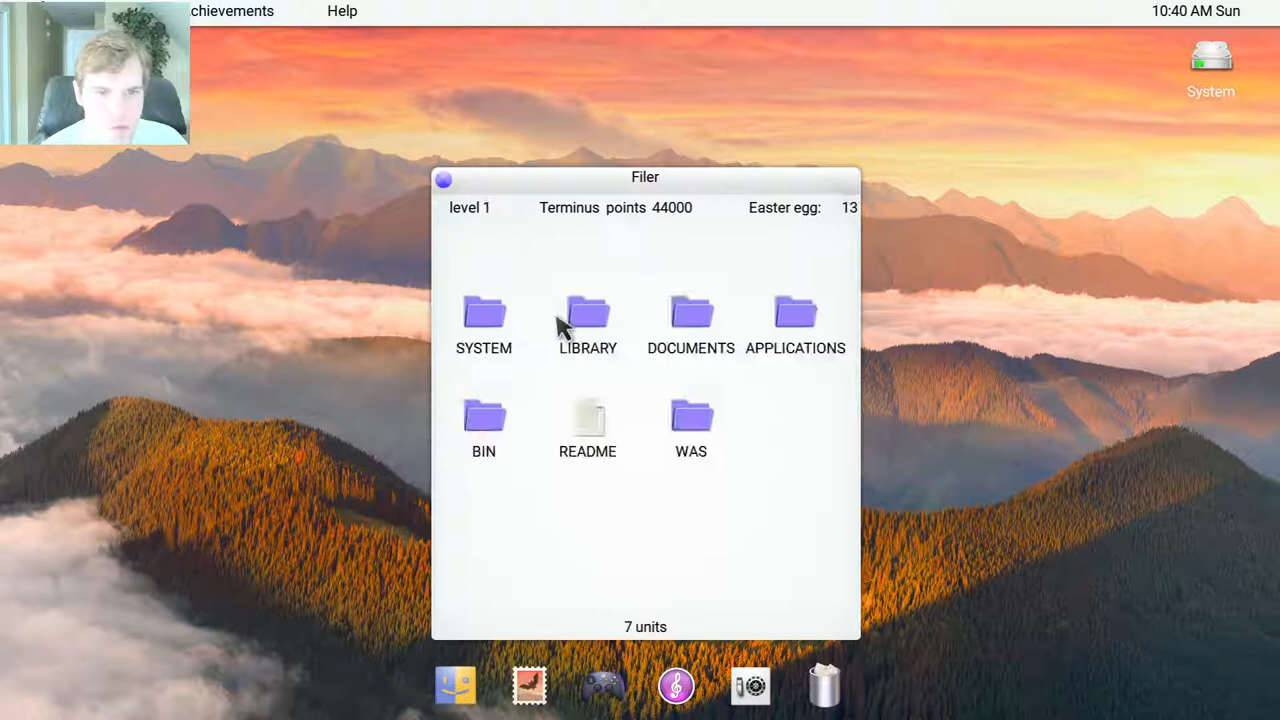 chievements Help 10:40 AM Sun
System
Filer
level 1 Terminus points 44000 Easter egg: 13
SYSTEM LIBRARY DOCUMENTS APPLICATIONS
BIN README WAS
7 units